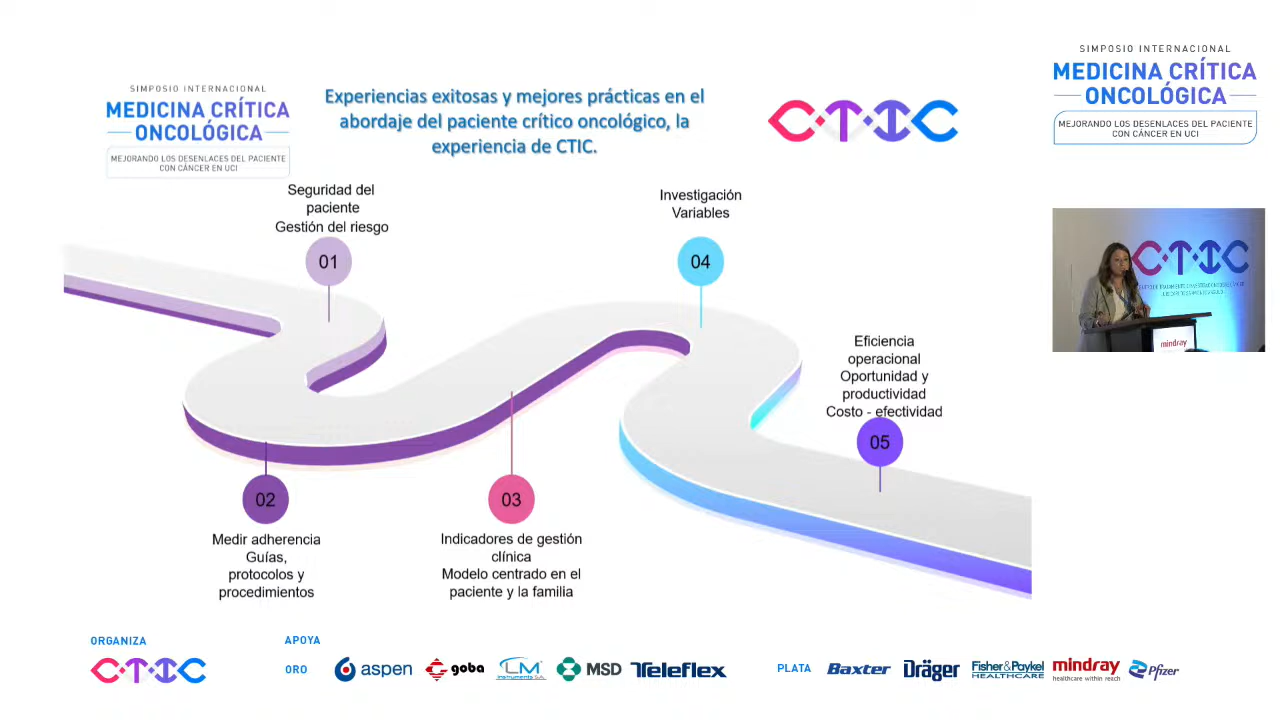 SIMPOSIO INTERNACIONAL
MEDICINA CRÍTICA
ONCOLÓGICA
MEJORANDO LOS DESENLACES DEL PACIENTE
CON CÁNCER EN UCI
Experiencias exitosas y mejores prácticas en el
abordaje del paciente crítico oncológico, la
experiencia de CTIC.
CTIC
SIMPOSIO INTERNACIONAL
MEDICINA CRÍTICA
ONCOLÓGICA
MEJORANDO LOS DESENLACES DEL PACIENTE
CON CÁNCER EN UCI
Seguridad del
paciente
Gestión del riesgo
01
Investigación
Variables
04
Eficiencia
operacional
Oportunidad y
productividad
Costo - efectividad
05
02
Medir adherencia
Guías,
protocolos y
procedimientos
03
Indicadores de gestión
clínica
Modelo centrado en el
paciente y la familia
CTIC
mindray
ORGANIZA
CTIC
APOYA
ORO
aspen
goba
LM
Instruments S.A.
MSD
Teleflex
PLATA
Baxter
Dräger
Fisher&Paykel
HEALTHCARE
mindray
healthcare within reach
Pfizer